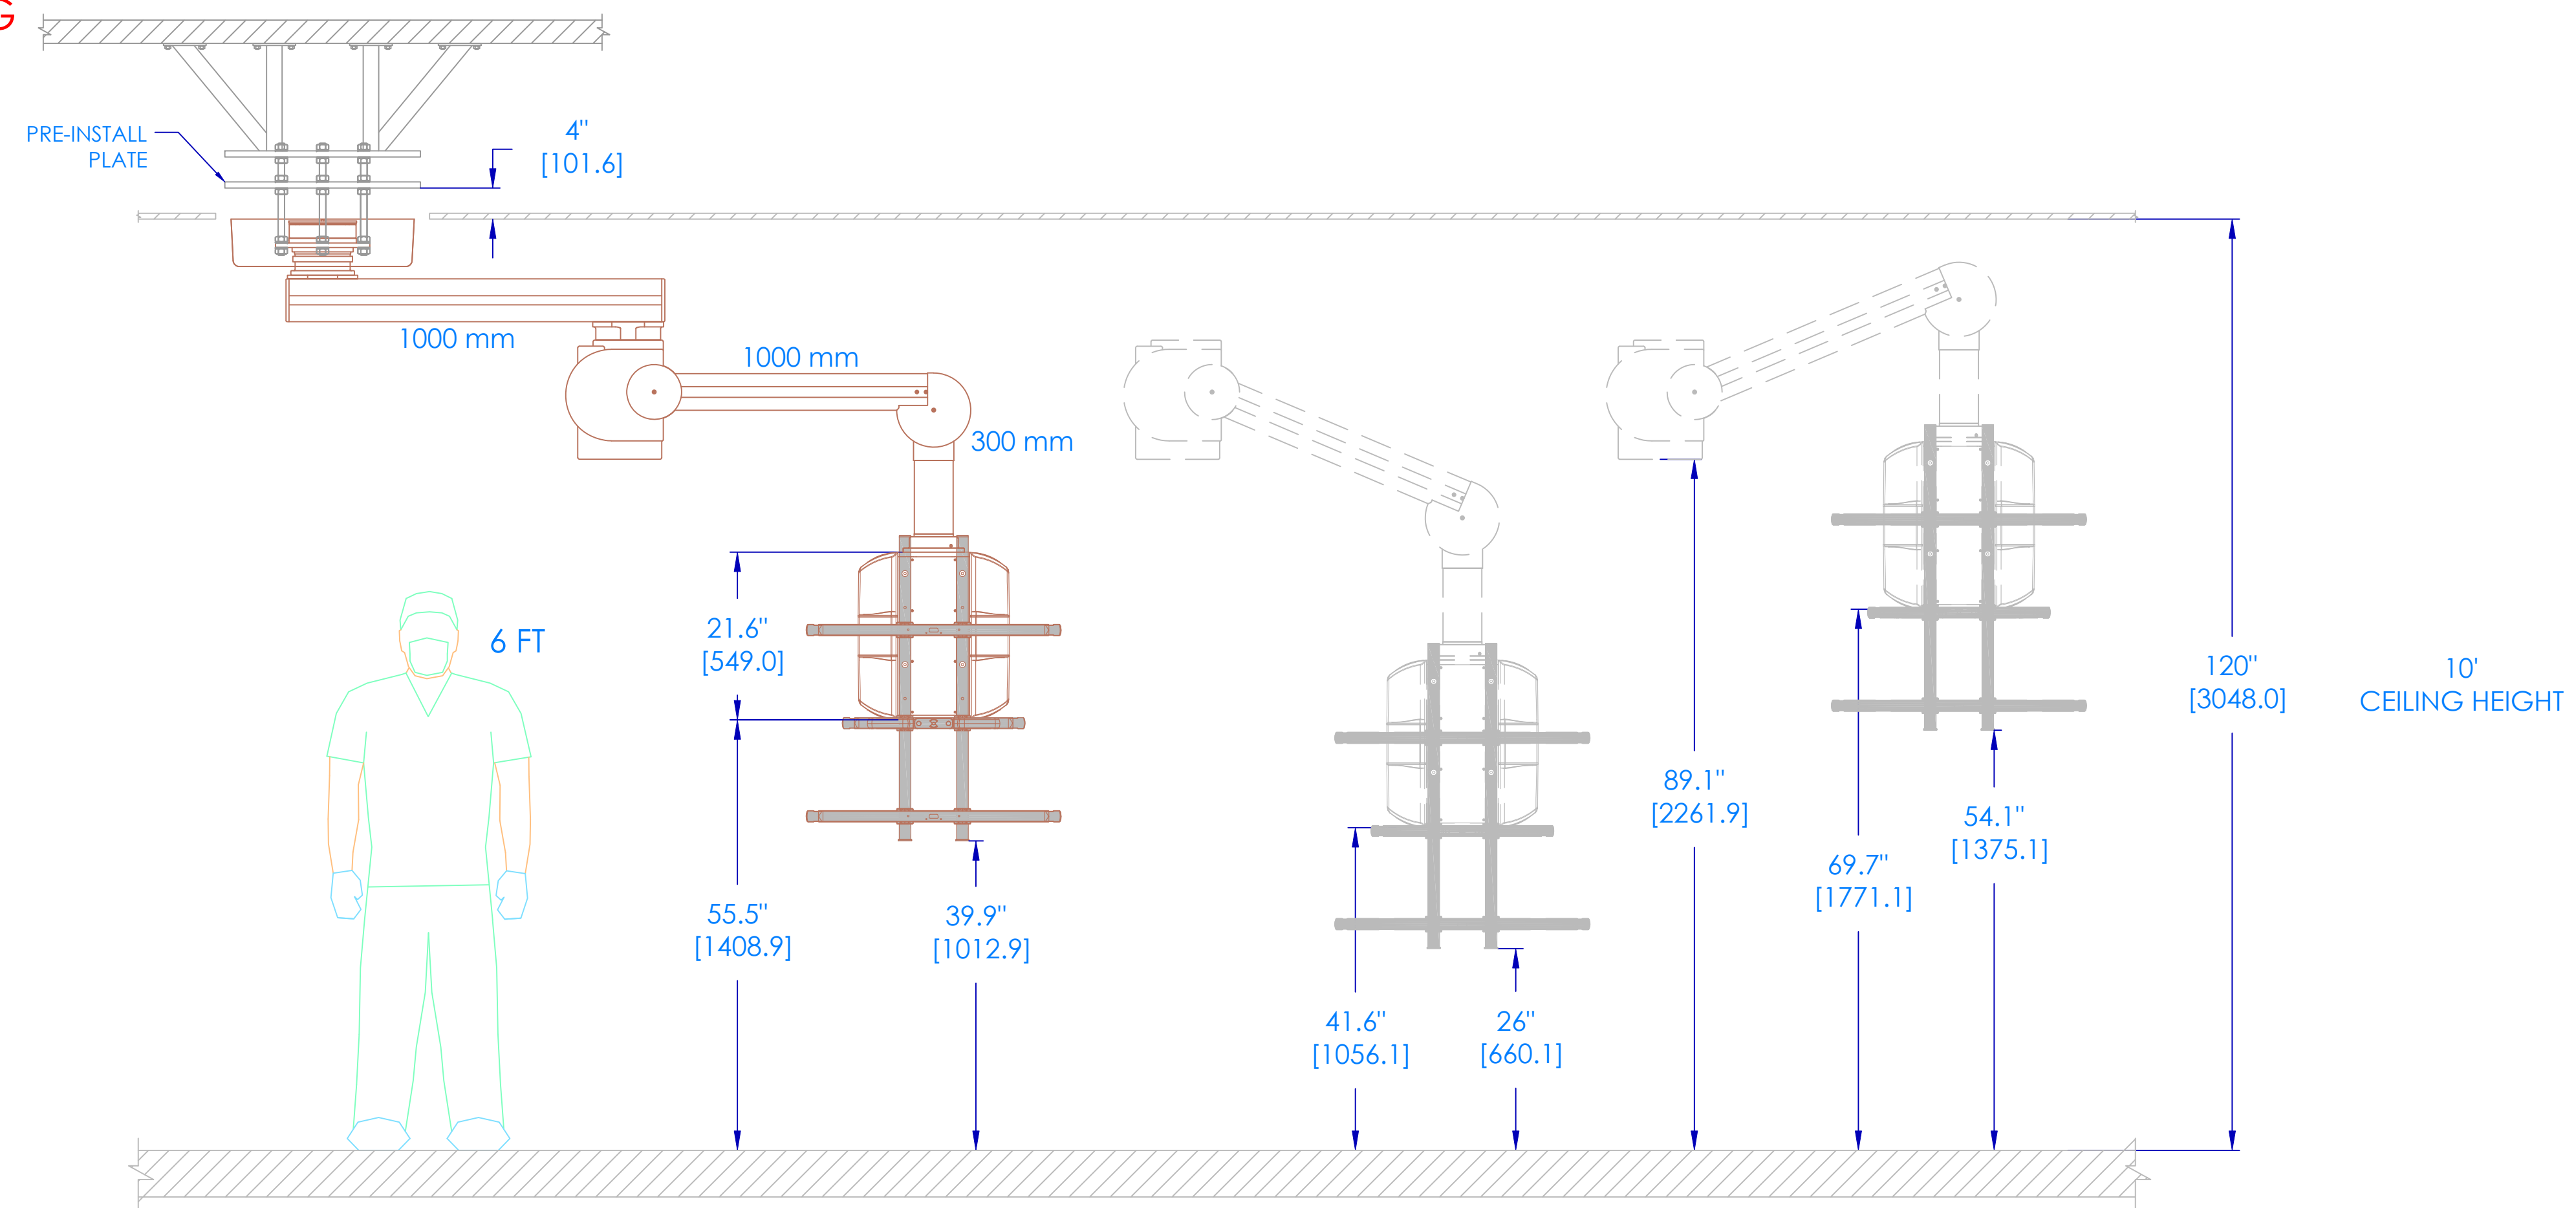 G
PRE-INSTALL
PLATE
4"
[101.6]
1000 mm
1000 mm
300 mm
6 FT
21.6"
[549.0]
55.5"
[1408.9]
39.9"
[1012.9]
41.6"
[1056.1]
26"
[660.1]
89.1"
[2261.9]
69.7"
[1771.1]
54.1"
[1375.1]
120"
[3048.0]
10'
CEILING HEIGHT